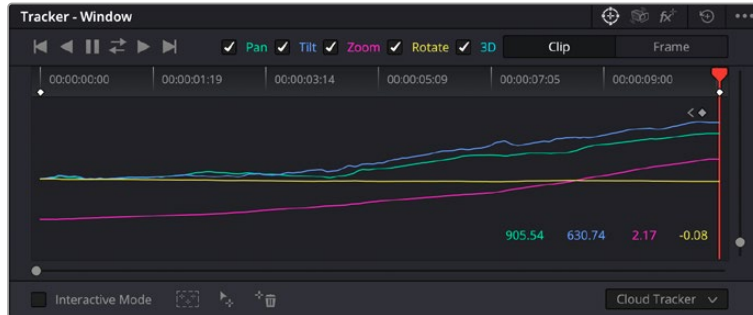 Tracker - Window
Pan Tilt Zoom Rotate 3D Clip Frame
00:00:00:00 00:00:01:19 00:00:03:14 00:00:05:09 00:00:07:05 00:00:09:00
905.54 630.74 2.17 -0.08
Interactive Mode Cloud Tracker